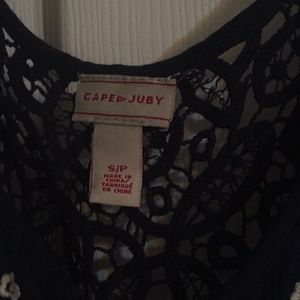 CAPE JUBY
S/P
MADE IN
CHINA/
FABRIQUÉ
EN CHINE